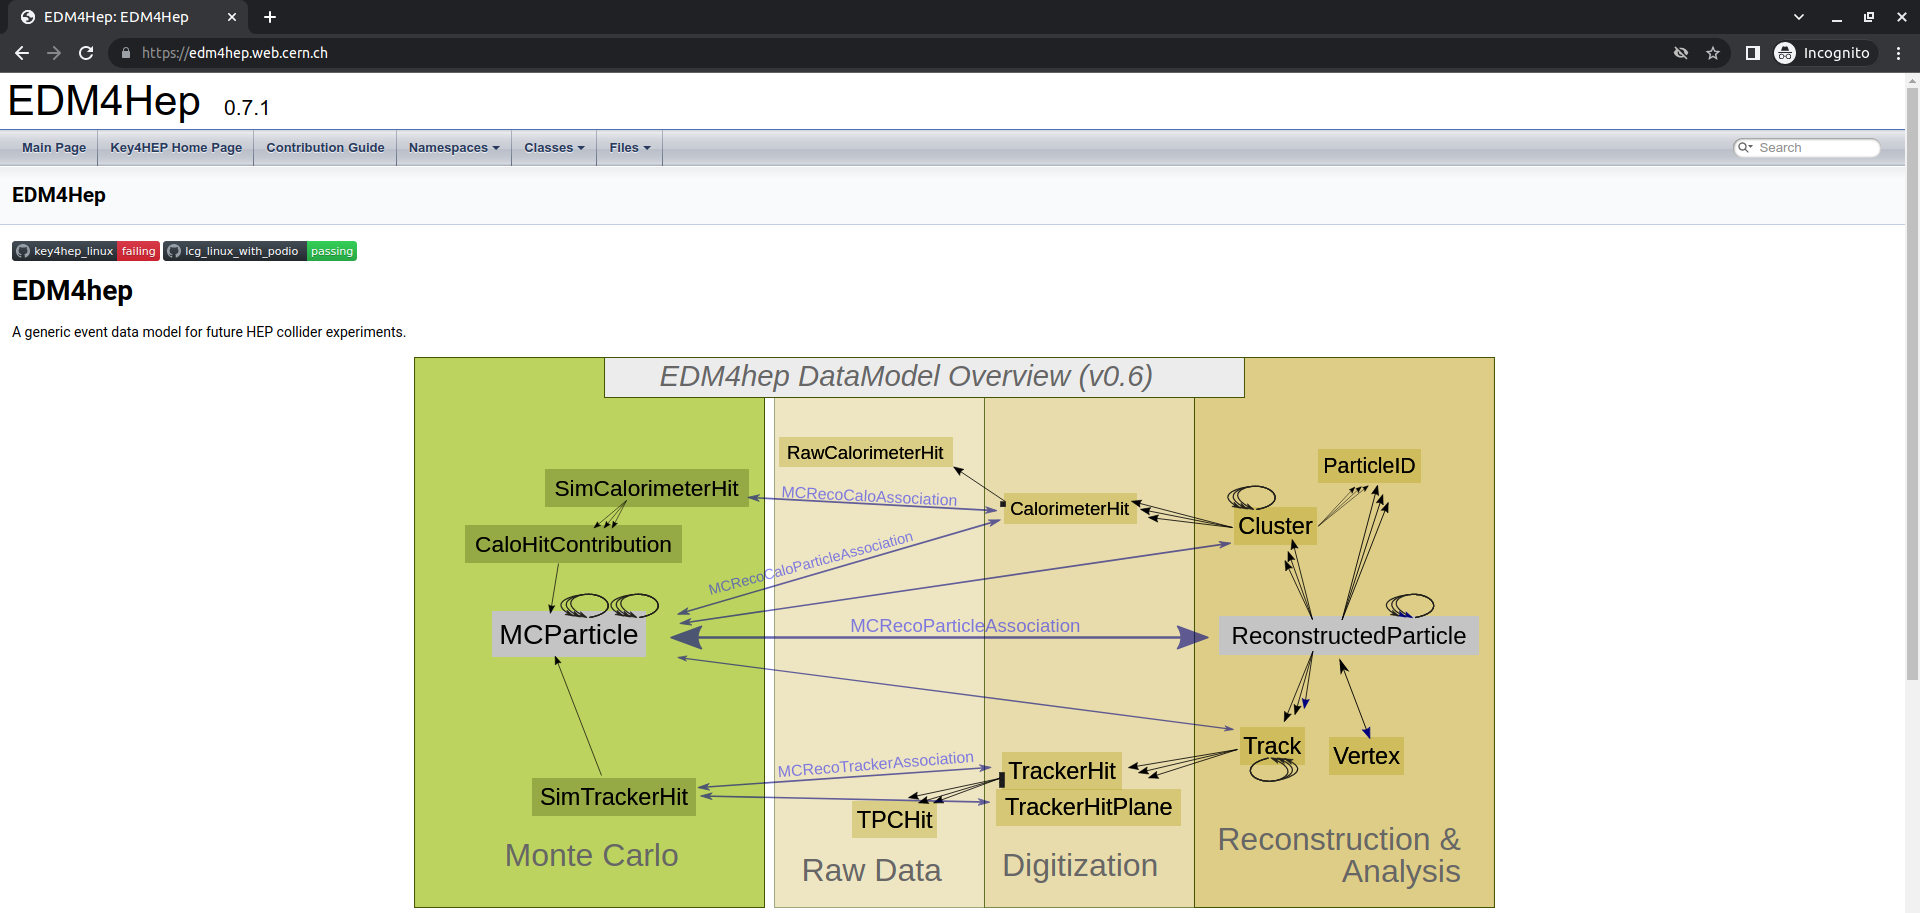 EDM4Hep: EDM4Hep
https://edm4hep.web.cern.ch
Incognito
EDM4Hep 0.7.1
Main Page Key4HEP Home Page Contribution Guide Namespaces Classes Files Search
EDM4Hep
key4hep_linux failing lcg_linux_with_podio passing
EDM4hep
A generic event data model for future HEP collider experiments.
EDM4hep DataModel Overview (v0.6)
RawCalorimeterHit
ParticleID
SimCalorimeterHit
MCRecoCaloAssociation
CalorimeterHit
Cluster
CaloHitContribution
MCRecoCaloParticleAssociation
MCParticle
MCRecoParticleAssociation
ReconstructedParticle
Track
Vertex
MCRecoTrackerAssociation
TrackerHit
SimTrackerHit
TrackerHitPlane
TPCHit
Monte Carlo
Raw Data
Digitization
Reconstruction &
Analysis